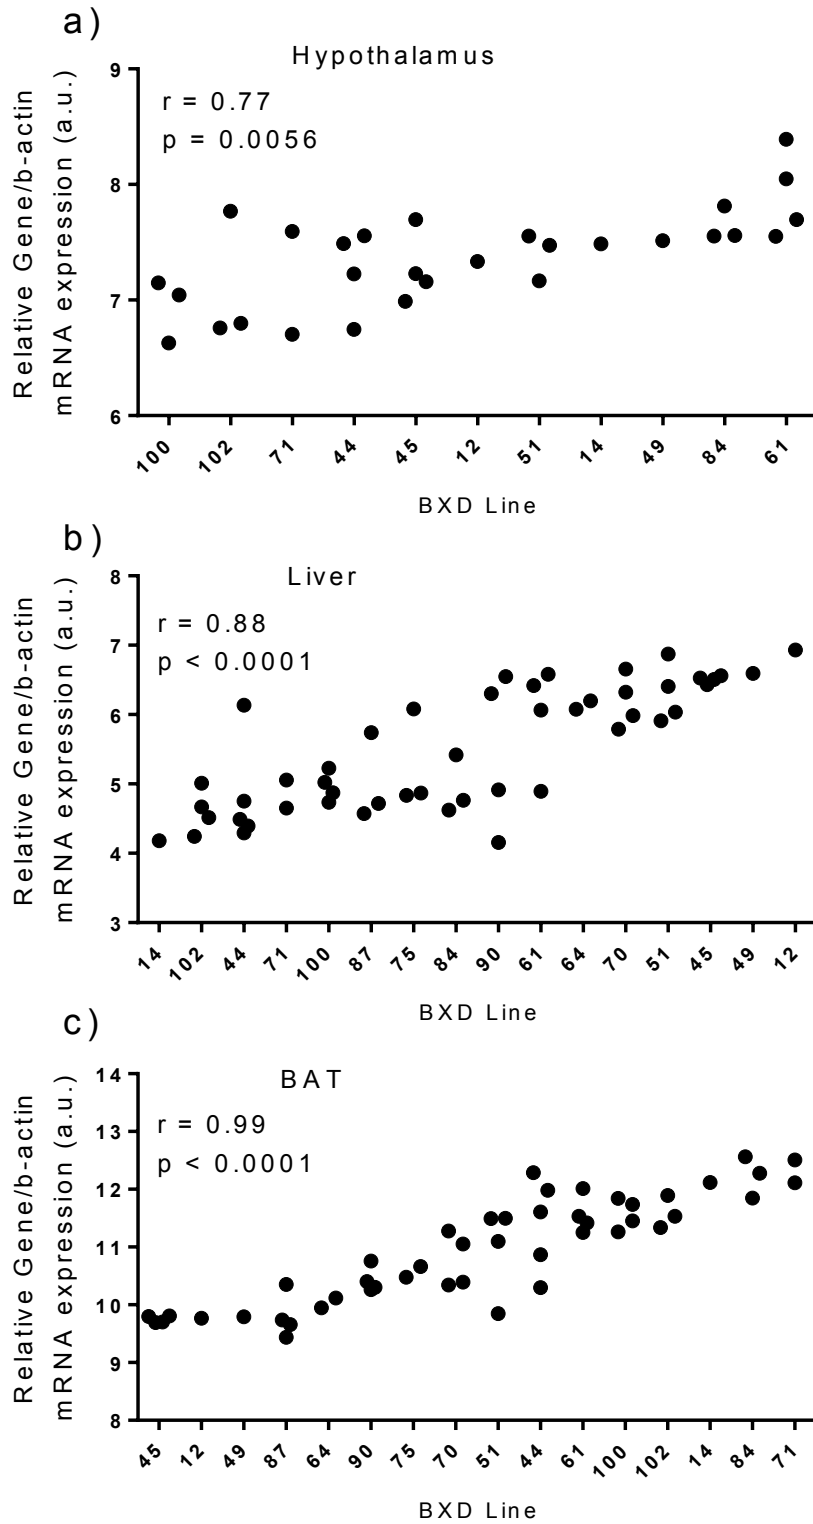 a)
Hypothalamus
Relative Gene/b-actin
mRNA expression (a.u.)
r = 0.77
p = 0.0056
9
8
7
6
100 102 71 44 45 12 51 14 49 84 61
BXD Line
b)
Liver
Relative Gene/b-actin
mRNA expression (a.u.)
r = 0.88
p < 0.0001
8
7
6
5
4
3
14 102 44 71 100 87 75 84 90 61 64 70 51 45 49 12
BXD Line
c)
BAT
Relative Gene/b-actin
mRNA expression (a.u.)
r = 0.99
p < 0.0001
14
13
12
11
10
9
8
45 12 49 87 64 90 75 70 51 44 61 100 102 14 84 71
BXD Line